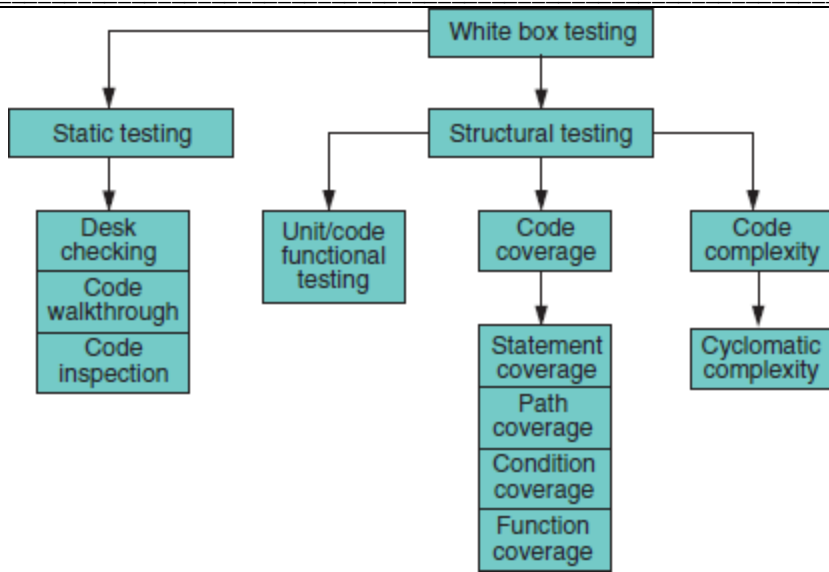 White box testing
Static testing
Structural testing
Desk
checking
Code
walkthrough
Code
inspection
Unit/code
functional
testing
Code
coverage
Statement
coverage
Path
coverage
Condition
coverage
Function
coverage
Code
complexity
Cyclomatic
complexity